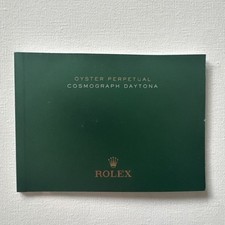 OYSTER PERPETUAL
COSMOGRAPH DAYTONA
ROLEX